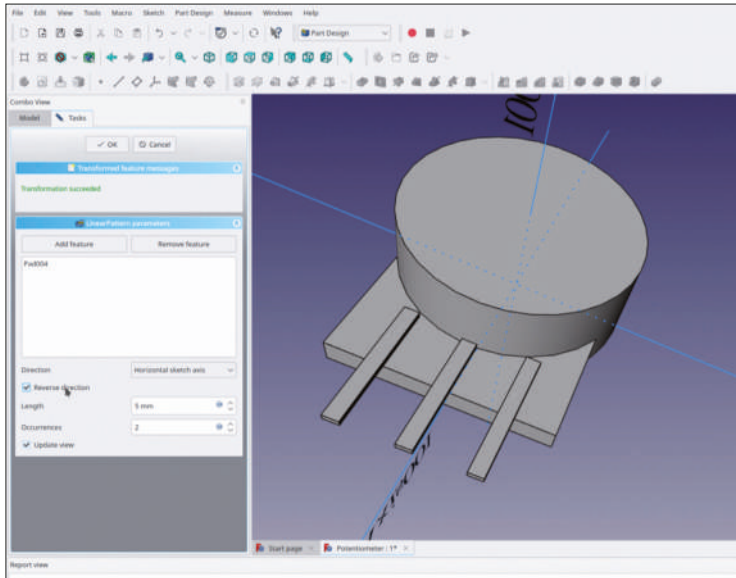 File Edit View Tools Macro Sketch Part Design Measure Windows Help
Part Design
Combo View
Model Tasks
OK Cancel
Transformed feature messages
Transformation succeeded
LinearPattern parameters
Add feature Remove feature
Pad004
Direction Horizontal sketch axis
Reverse direction
Length 5 mm
Occurrences 2
Update view
Start page Potentiometer : 1*
Report view